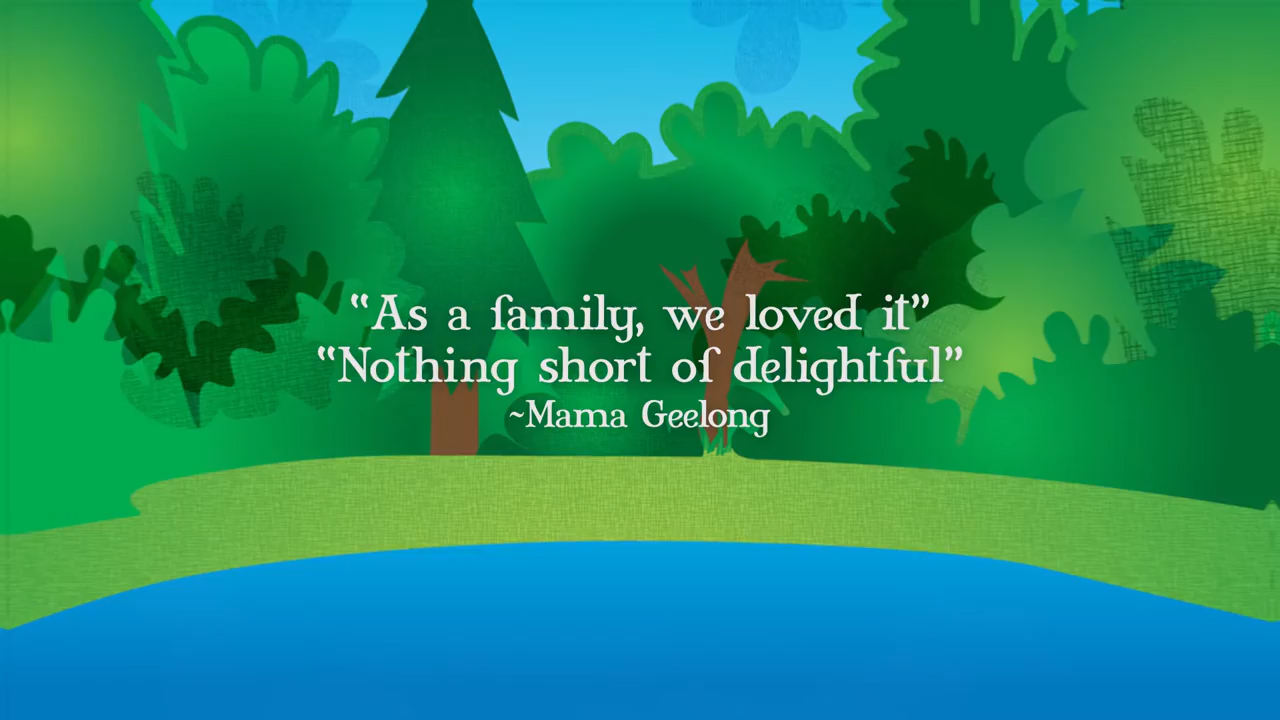 “As a family, we loved it”
“Nothing short of delightful”
~Mama Geelong